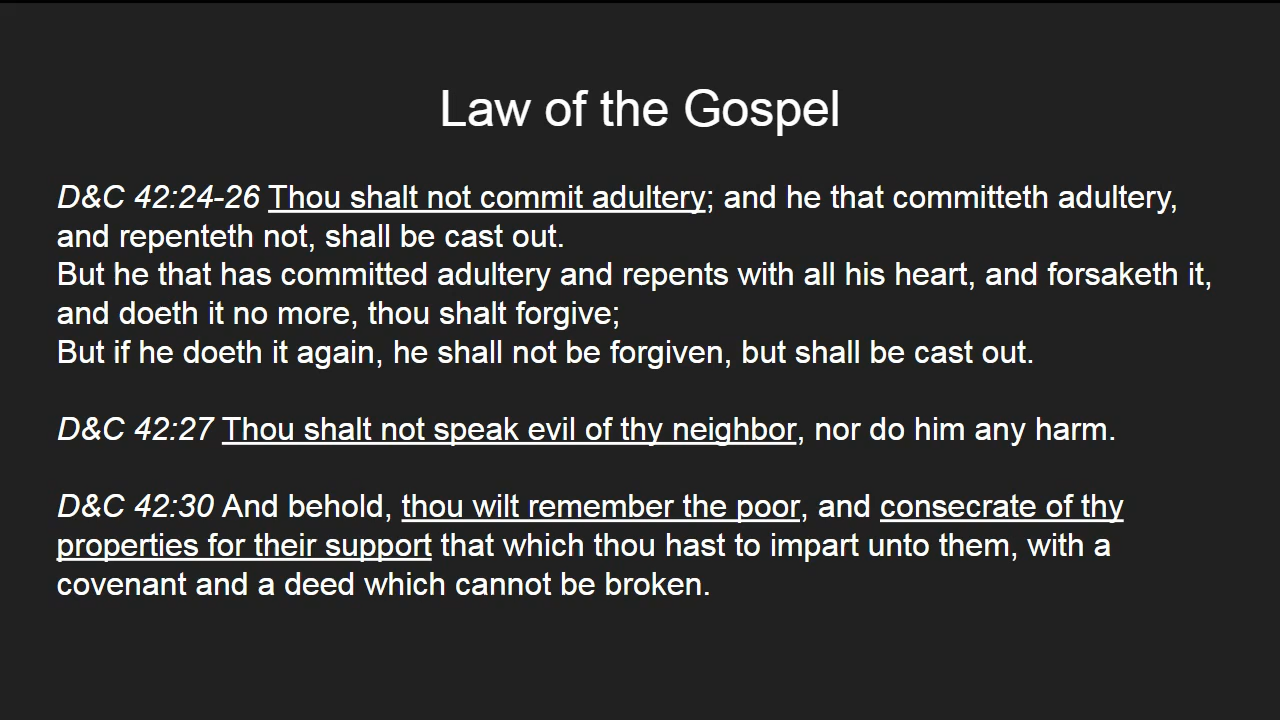 Law of the Gospel
D&C 42:24-26 Thou shalt not commit adultery; and he that committeth adultery,
and repenteth not, shall be cast out.
But he that has committed adultery and repents with all his heart, and forsaketh it,
and doeth it no more, thou shalt forgive;
But if he doeth it again, he shall not be forgiven, but shall be cast out.
D&C 42:27 Thou shalt not speak evil of thy neighbor, nor do him any harm.
D&C 42:30 And behold, thou wilt remember the poor, and consecrate of thy
properties for their support that which thou hast to impart unto them, with a
covenant and a deed which cannot be broken.